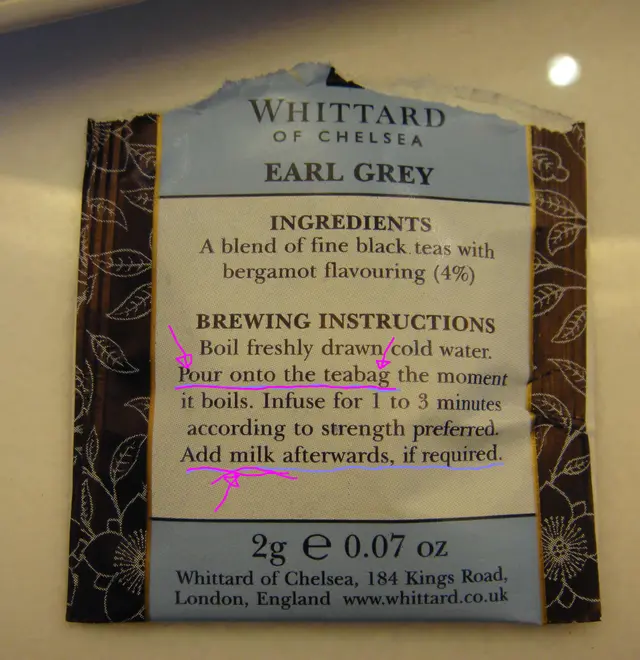 WHITTARD
OF CHELSEA
EARL GREY
INGREDIENTS
A blend of fine black teas with
bergamot flavouring (4%)
BREWING INSTRUCTIONS
Boil freshly drawn cold water.
Pour onto the teabag the moment
it boils. Infuse for 1 to 3 minutes
according to strength preferred.
Add milk afterwards, if required.
2g ℮ 0.07 oz
Whittard of Chelsea, 184 Kings Road,
London, England www.whittard.co.uk